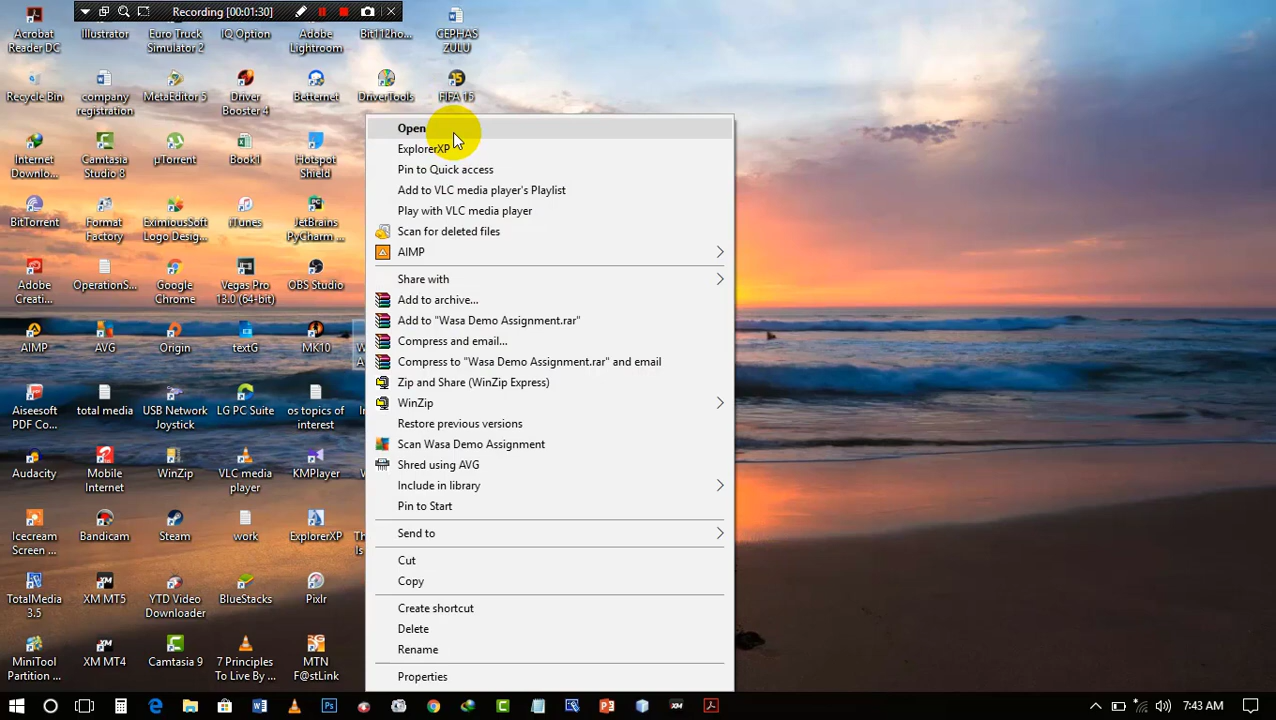 Recording [00:01:30]
Acrobat
Reader DC
Illustrator
Euro Truck
Simulator 2
IQ Option
Adobe
Lightroom
Bit112ho...
CEPHAS
ZULU
Recycle Bin
company
registration
MetaEditor 5
Driver
Booster 4
Betternet
DriverTools
15
FIFA 15
Internet
Downlo...
Camtasia
Studio 8
µTorrent
Book1
Hotspot
Shield
BitTorrent
Format
Factory
EximiousSoft
Logo Desig...
iTunes
JetBrains
PyCharm ...
Adobe
Creati...
OperationS...
Google
Chrome
Vegas Pro
13.0 (64-bit)
OBS Studio
AIMP
AVG
Origin
textG
MK10
Aiseesoft
PDF Co...
total media
USB Network
Joystick
LG PC Suite
os topics of
interest
Audacity
Mobile
Internet
WinZip
VLC media
player
KMPlayer
Icecream
Screen ...
Bandicam
Steam
work
ExplorerXP
TotalMedia
3.5
XM MT5
YTD Video
Downloader
BlueStacks
Pixlr
MiniTool
Partition ...
XM MT4
Camtasia 9
7 Principles
To Live By ...
MTN
F@stLink
Open
ExplorerXP
Pin to Quick access
Add to VLC media player's Playlist
Play with VLC media player
Scan for deleted files
AIMP
Share with
Add to archive...
Add to "Wasa Demo Assignment.rar"
Compress and email...
Compress to "Wasa Demo Assignment.rar" and email
Zip and Share (WinZip Express)
WinZip
Restore previous versions
Scan Wasa Demo Assignment
Shred using AVG
Include in library
Pin to Start
Send to
Cut
Copy
Create shortcut
Delete
Rename
Properties
7:43 AM